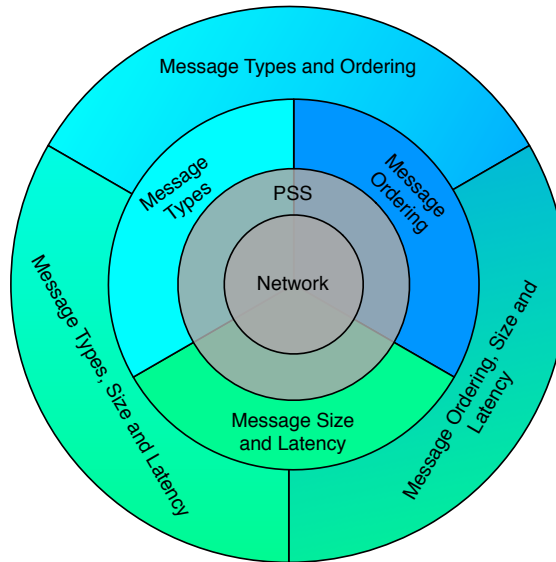 Message Types and Ordering
Message
Types
Message
Ordering
PSS
Network
Message Size
and Latency
Message Types, Size and Latency
Message Ordering, Size and
Latency